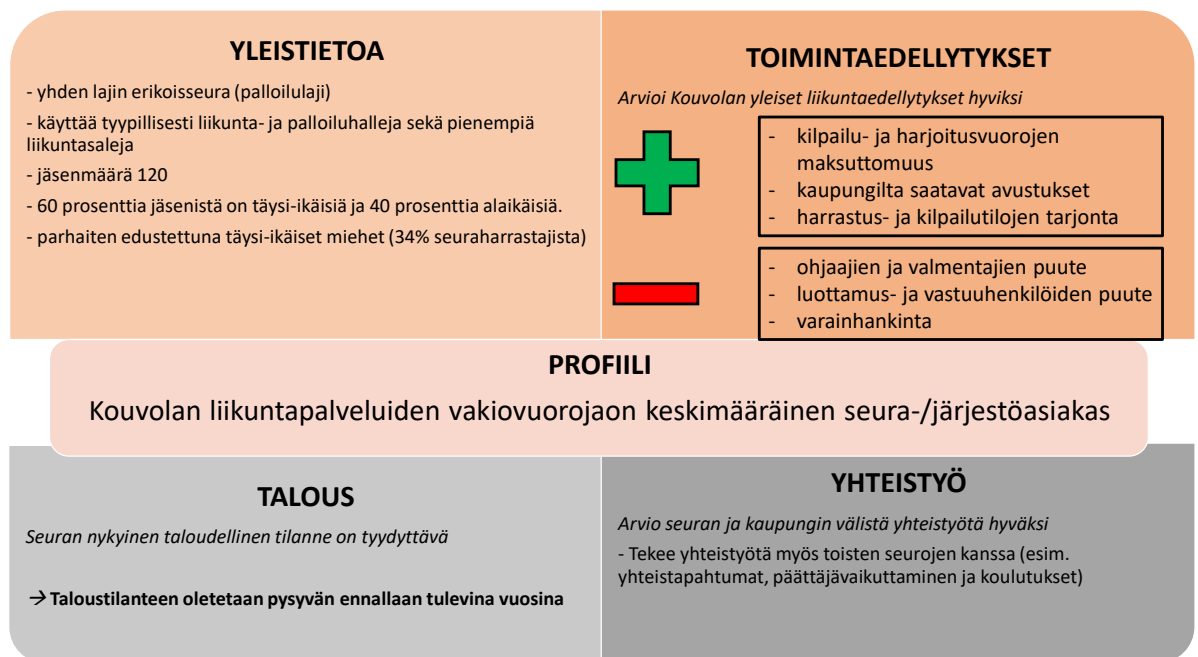 YLEISTIETOA
- yhden lajin erikoisseura (palloilulaji)
- käyttää tyypillisesti liikunta- ja palloiluhalleja sekä pienempiä
liikuntasaleja
- jäsenmäärä 120
- 60 prosenttia jäsenistä on täysi-ikäisiä ja 40 prosenttia alaikäisiä.
- parhaiten edustettuna täysi-ikäiset miehet (34% seuraharrastajista)
TOIMINTAEDELLYTYKSET
Arvioi Kouvolan yleiset liikuntaedellytykset hyviksi
- kilpailu- ja harjoitusvuorojen
maksuttomuus
- kaupungilta saatavat avustukset
- harrastus- ja kilpailutilojen tarjonta
- ohjaajien ja valmentajien puute
- luottamus- ja vastuuhenkilöiden puute
- varainhankinta
PROFIILI
Kouvolan liikuntapalveluiden vakiovuorojaon keskimääräinen seura-/järjestöasiakas
TALOUS
Seuran nykyinen taloudellinen tilanne on tyydyttävä
→ Taloustilanteen oletetaan pysyvän ennallaan tulevina vuosina
YHTEISTYÖ
Arvio seuran ja kaupungin välistä yhteistyötä hyväksi
- Tekee yhteistyötä myös toisten seurojen kanssa (esim.
yhteistapahtumat, päättäjävaikuttaminen ja koulutukset)